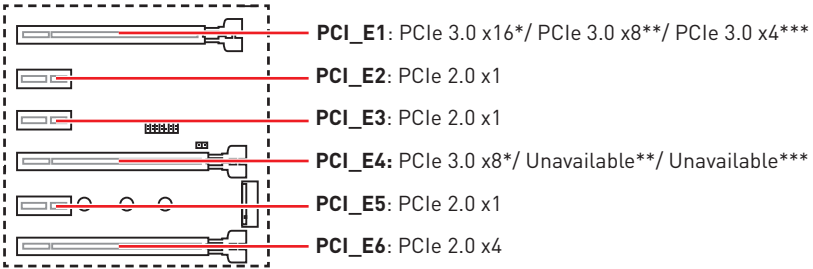 PCI_E1: PCIe 3.0 x16*/ PCIe 3.0 x8**/ PCIe 3.0 x4***
PCI_E2: PCIe 2.0 x1
PCI_E3: PCIe 2.0 x1
PCI_E4: PCIe 3.0 x8*/ Unavailable**/ Unavailable***
PCI_E5: PCIe 2.0 x1
PCI_E6: PCIe 2.0 x4